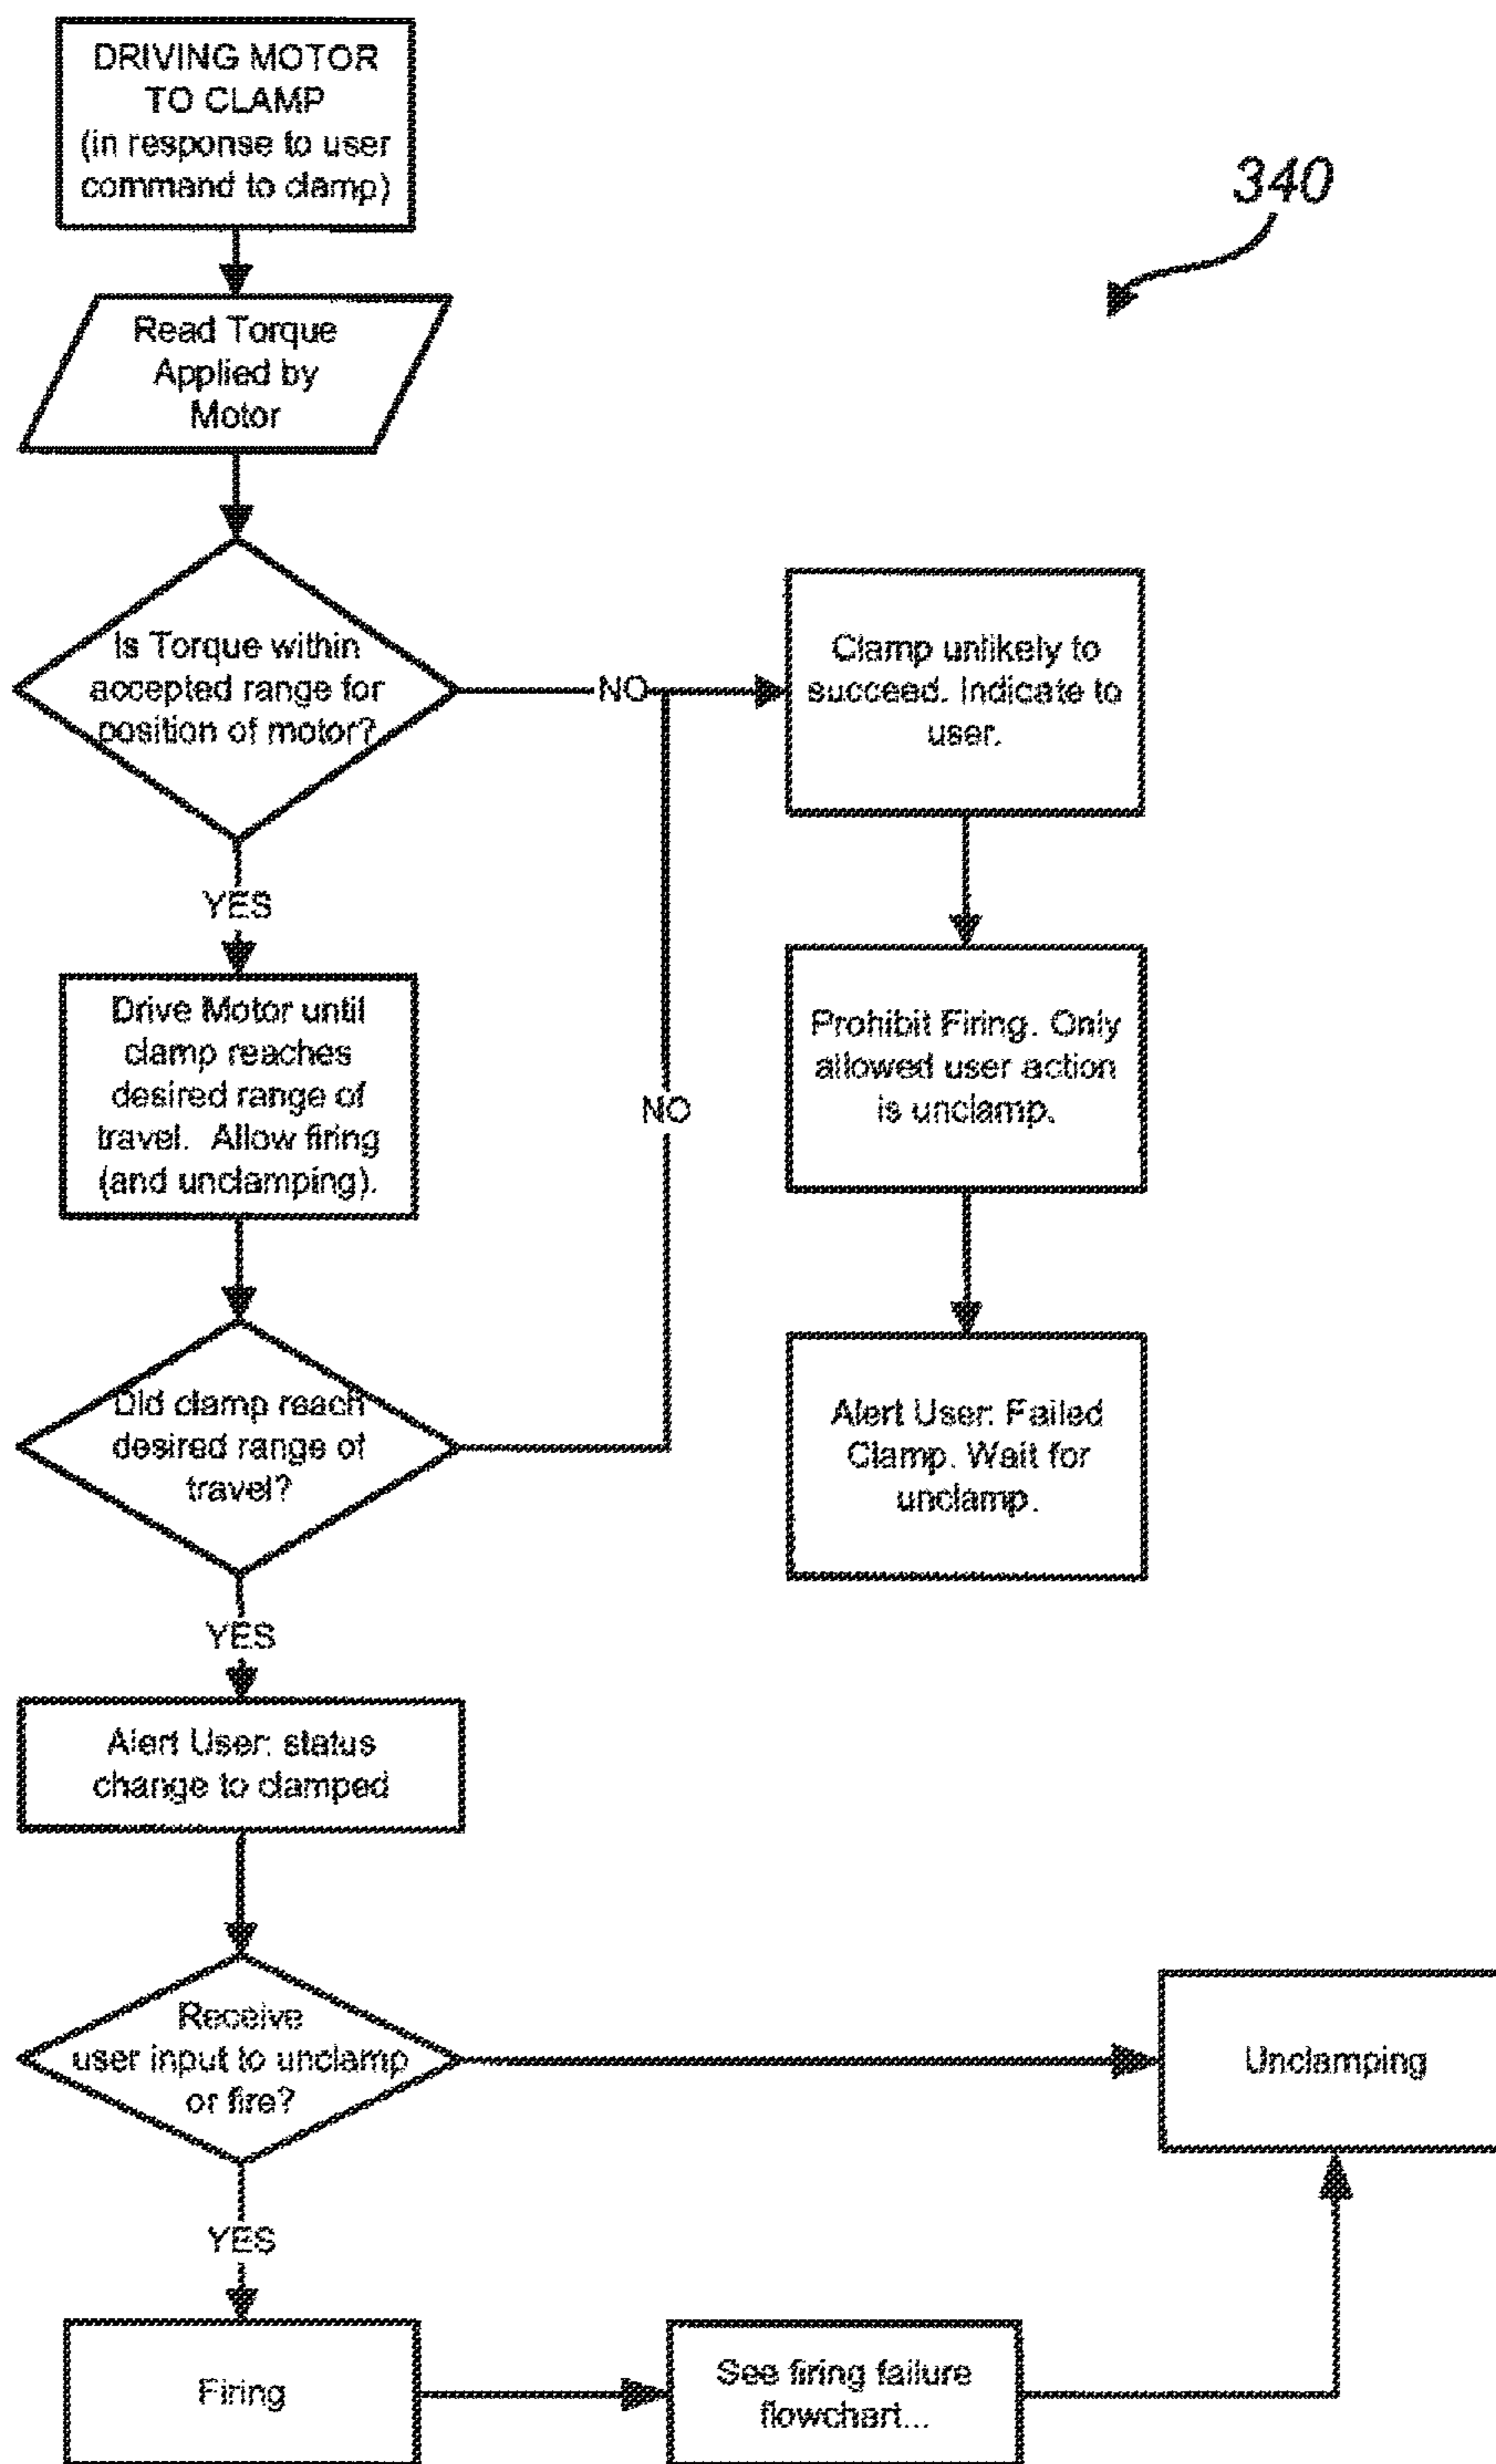 DRIVING MOTOR
TO CLAMP
(in response to user
command to clamp)
340
Read Torque
Applied by
Motor
Is Torque within
accepted range for
position of motor?
NO
Clamp unlikely to
succeed. Indicate to
user.
YES
Drive Motor until
clamp reaches
desired range of
travel. Allow firing
(and unclamping).
NO
Prohibit Firing. Only
allowed user action
is unclamp.
Did clamp reach
desired range of
travel?
Alert User: Failed
Clamp. Wait for
unclamp.
YES
Alert User: status
change to clamped
Receive
user input to unclamp
or fire?
Unclamping
YES
Firing
See firing failure
flowchart...